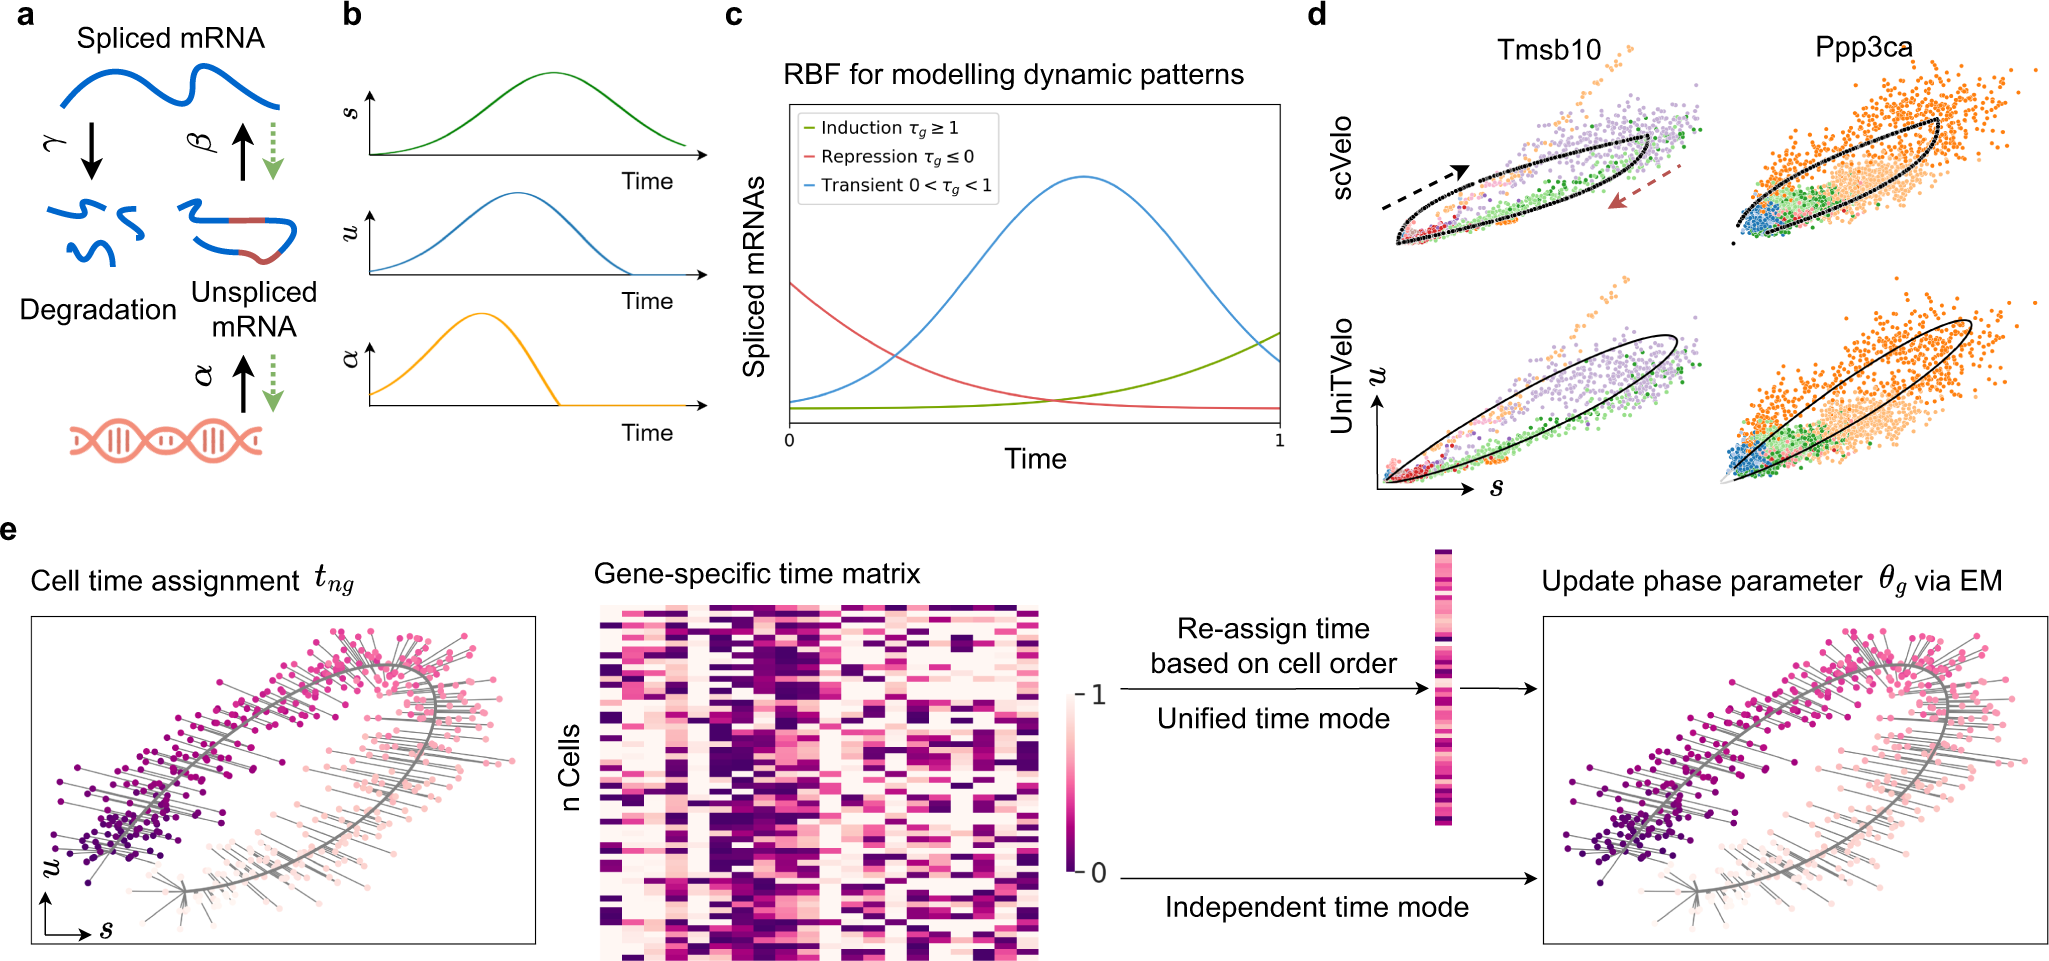 a
Spliced mRNA
γ
β
Degradation
Unspliced
mRNA
α
b
s
Time
u
Time
α
Time
c
RBF for modelling dynamic patterns
Induction τg ≥ 1
Repression τg ≤ 0
Transient 0 < τg < 1
Spliced mRNAs
0
1
Time
d
Tmsb10
Ppp3ca
scVelo
UniTVelo
u
s
e
Cell time assignment tng
u
s
Gene-specific time matrix
n Cells
1
0
Re-assign time
based on cell order
Unified time mode
Independent time mode
Update phase parameter θg via EM